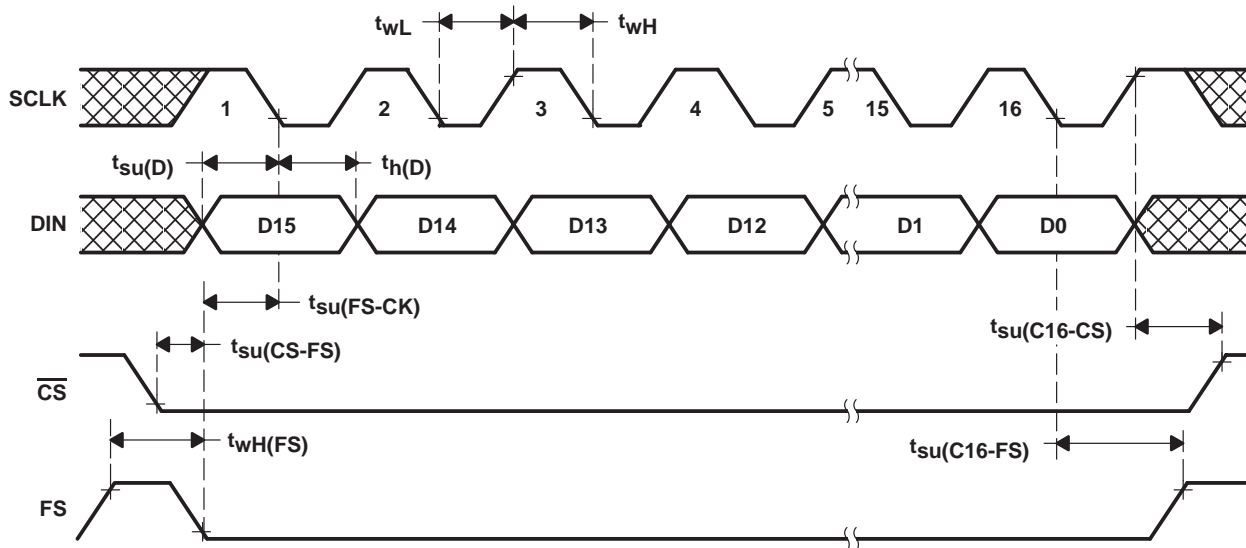 twL twH
SCLK 1 2 3 4 5 15 16
tsu(D) th(D)
DIN D15 D14 D13 D12 D1 D0
tsu(FS-CK)
tsu(C16-CS)
tsu(CS-FS)
CS
twH(FS)
tsu(C16-FS)
FS